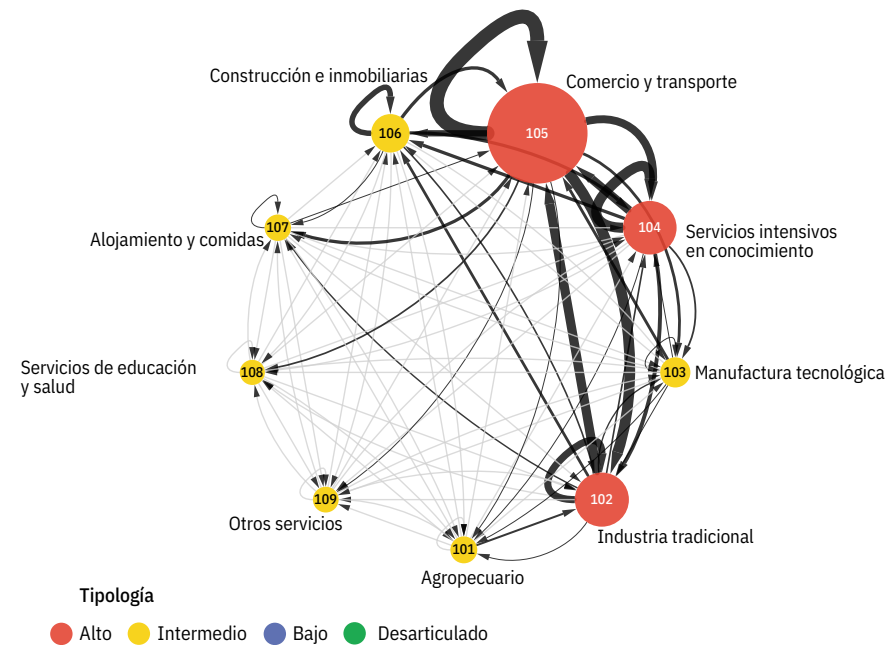 Construcción e inmobiliarias
Comercio y transporte
106
105
107
Alojamiento y comidas
104
Servicios intensivos
en conocimiento
Servicios de educación
y salud
108
103
Manufactura tecnológica
109
Otros servicios
102
Industria tradicional
101
Agropecuario
Tipología
Alto
Intermedio
Bajo
Desarticulado